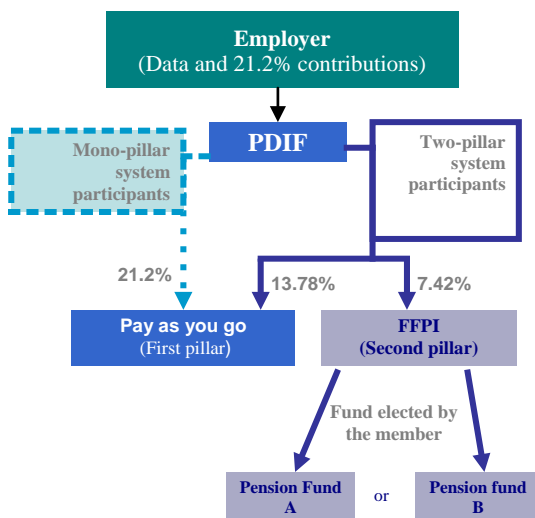 Employer
(Data and 21.2% contributions)
PDIF
Mono-pillar
system
participants
Two-pillar
system
participants
21.2%
13.78%
7.42%
Pay as you go
(First pillar)
FFPI
(Second pillar)
Fund elected by
the member
Pension Fund
A
or
Pension fund
B